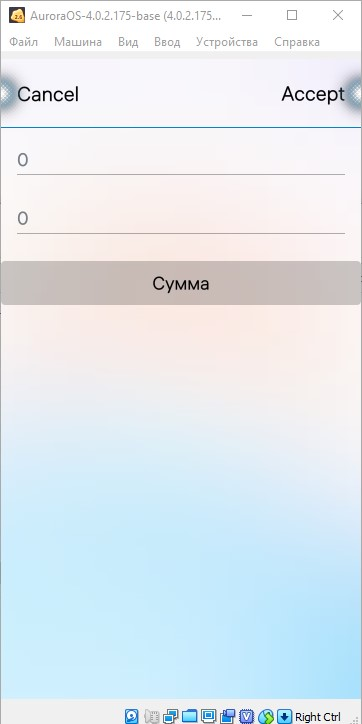 AuroraOS-4.0.2.175-base (4.0.2.175...
Файл Машина Вид Ввод Устройства Справка
Cancel Accept
0
0
Сумма
Right Ctrl